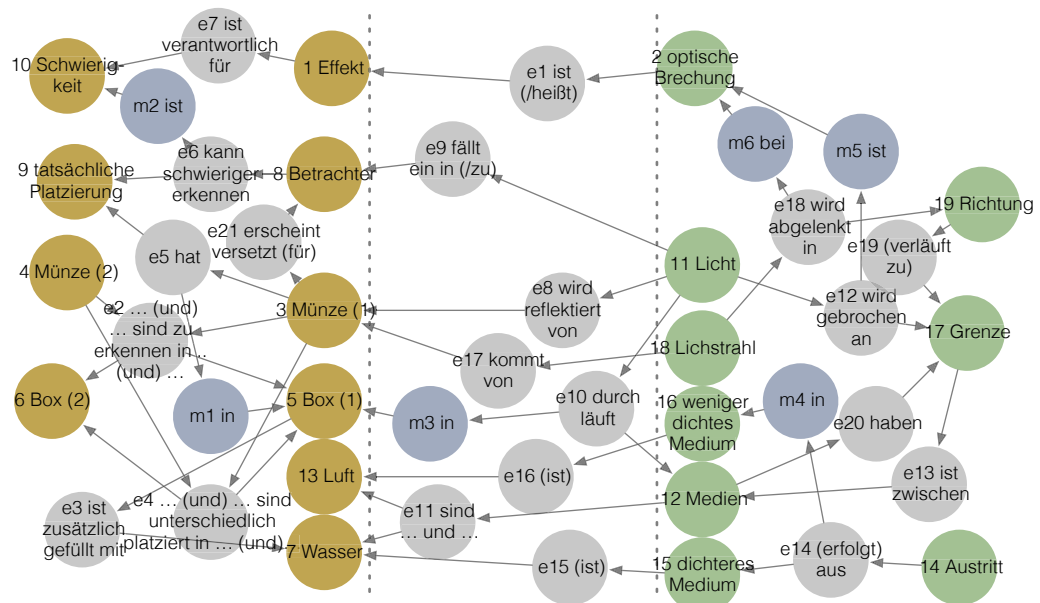 e7 ist
verantwortlich
für
10 Schwierig-
keit
1 Effekt
2 optische
Brechung
e1 ist
(/heißt)
m2 ist
m6 bei
m5 ist
e9 fällt
ein in (/zu)
e6 kann
schwieriger
erkennen
9 tatsächliche
Platzierung
8 Betrachter
e18 wird
abgelenkt
in
19 Richtung
e21 erscheint
versetzt (für)
e5 hat
e19 (verläuft
zu)
4 Münze (2)
11 Licht
e8 wird
reflektiert
von
e12 wird
gebrochen
an
3 Münze (1)
e2 … (und)
… sind zu
erkennen in ..
(und) …
17 Grenze
18 Lichstrahl
e17 kommt
von
6 Box (2)
m1 in
5 Box (1)
m3 in
e10 durch
läuft
16 weniger
dichtes
Medium
m4 in
e20 haben
13 Luft
e16 (ist)
12 Medien
e13 ist
zwischen
e3 ist
zusätzlich
gefüllt mit
e4 … (und) … sind
unterschiedlich
platziert in … (und) …
e11 sind
… und …
7 Wasser
e15 (ist)
15 dichteres
Medium
e14 (erfolgt)
aus
14 Austritt